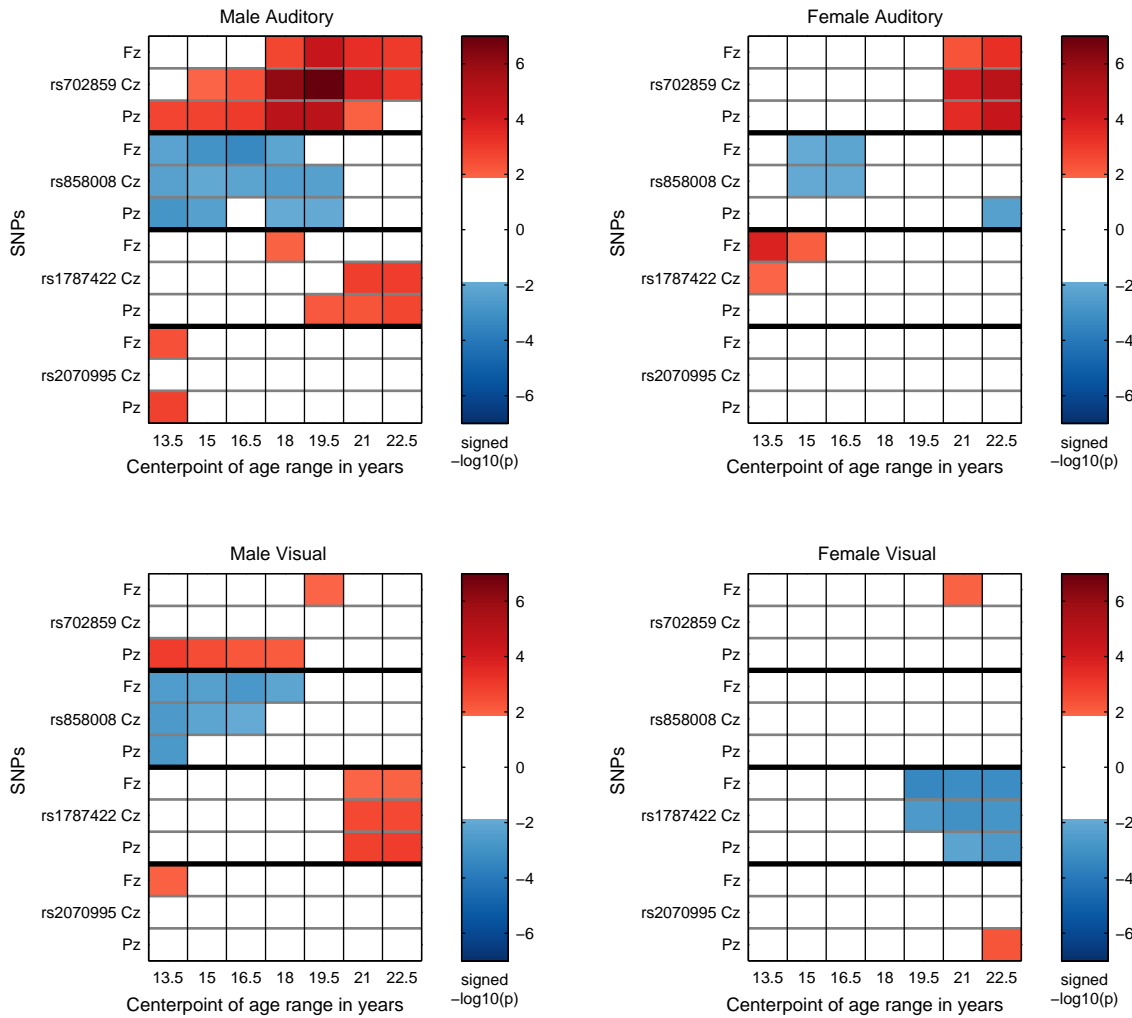 Male Auditory
Fz
rs702859 Cz
Pz
Fz
rs858008 Cz
Pz
Fz
rs1787422 Cz
Pz
Fz
rs2070995 Cz
Pz
SNPs
13.5 15 16.5 18 19.5 21 22.5
Centerpoint of age range in years
6
4
2
0
−2
−4
−6
signed
−log10(p)
Female Auditory
Fz
rs702859 Cz
Pz
Fz
rs858008 Cz
Pz
Fz
rs1787422 Cz
Pz
Fz
rs2070995 Cz
Pz
SNPs
13.5 15 16.5 18 19.5 21 22.5
Centerpoint of age range in years
6
4
2
0
−2
−4
−6
signed
−log10(p)
Male Visual
Fz
rs702859 Cz
Pz
Fz
rs858008 Cz
Pz
Fz
rs1787422 Cz
Pz
Fz
rs2070995 Cz
Pz
SNPs
13.5 15 16.5 18 19.5 21 22.5
Centerpoint of age range in years
6
4
2
0
−2
−4
−6
signed
−log10(p)
Female Visual
Fz
rs702859 Cz
Pz
Fz
rs858008 Cz
Pz
Fz
rs1787422 Cz
Pz
Fz
rs2070995 Cz
Pz
SNPs
13.5 15 16.5 18 19.5 21 22.5
Centerpoint of age range in years
6
4
2
0
−2
−4
−6
signed
−log10(p)